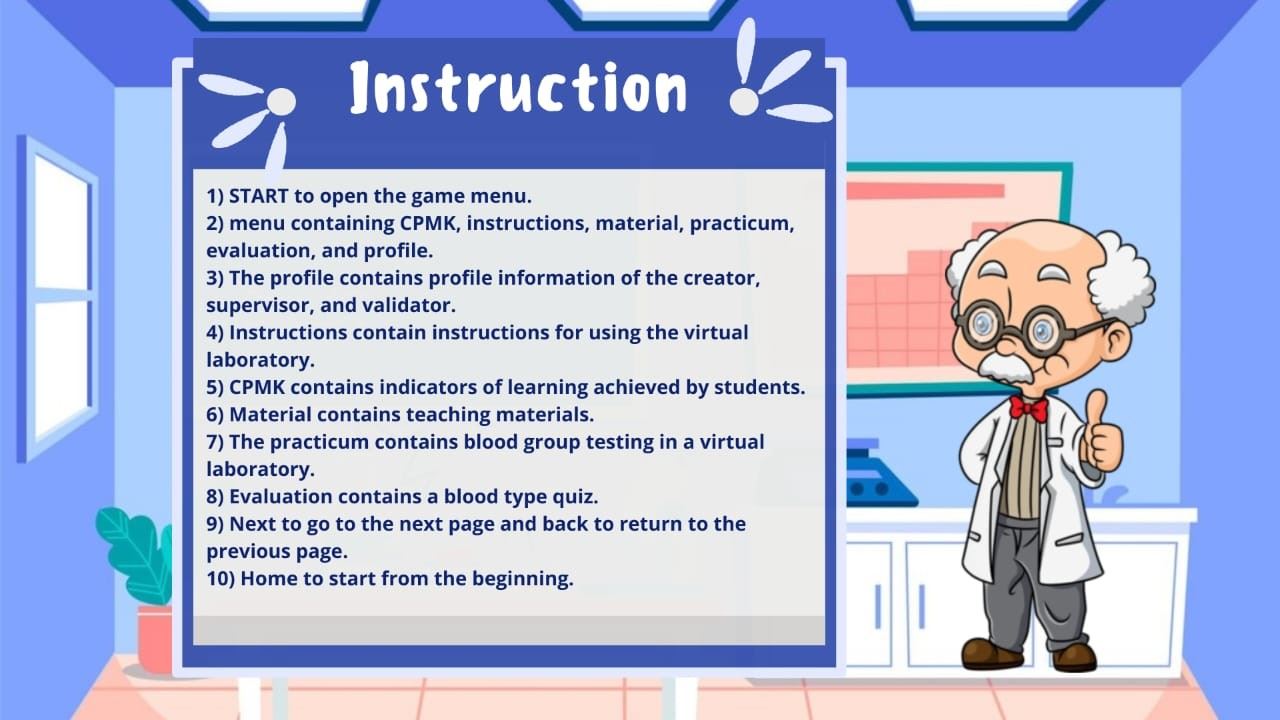 Instruction
1) START to open the game menu.
2) menu containing CPMK, instructions, material, practicum,
evaluation, and profile.
3) The profile contains profile information of the creator,
supervisor, and validator.
4) Instructions contain instructions for using the virtual
laboratory.
5) CPMK contains indicators of learning achieved by students.
6) Material contains teaching materials.
7) The practicum contains blood group testing in a virtual
laboratory.
8) Evaluation contains a blood type quiz.
9) Next to go to the next page and back to return to the
previous page.
10) Home to start from the beginning.